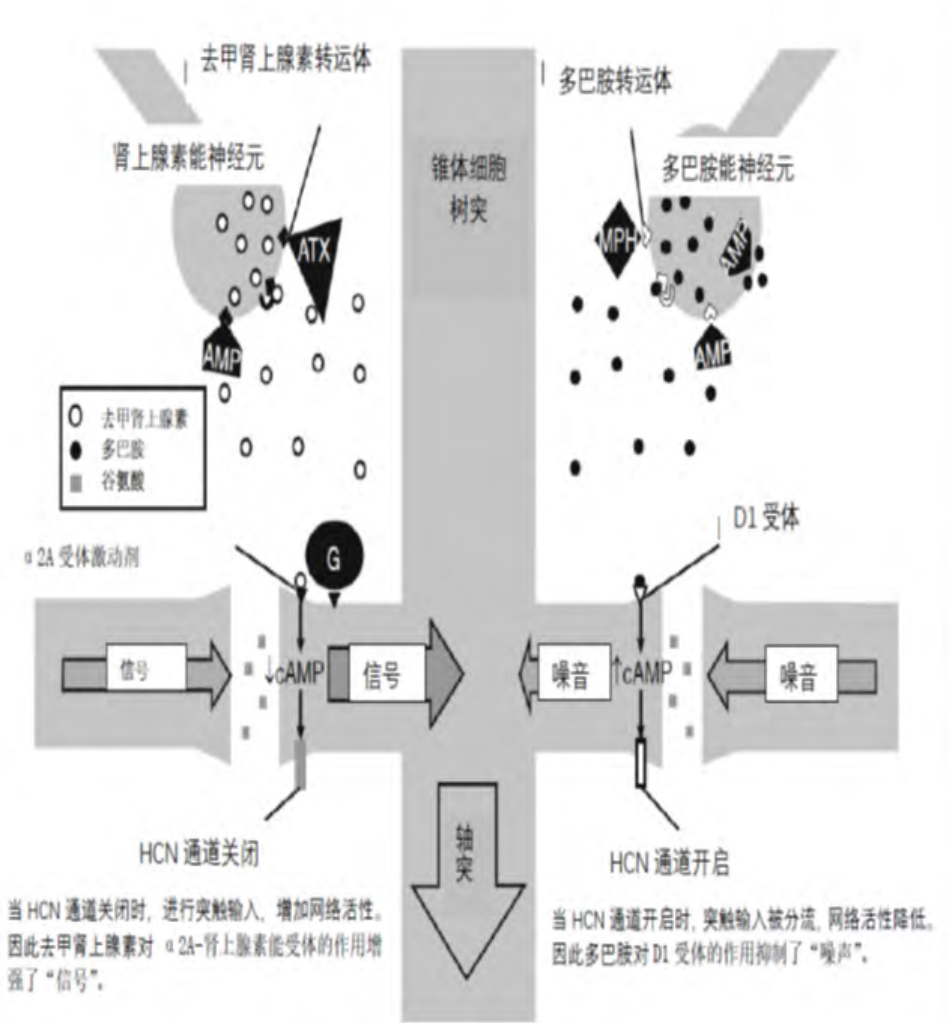 去甲肾上腺素转运体
多巴胺转运体
肾上腺素能神经元
锥体细胞
树突
多巴胺能神经元
ATX
MPH
AMP
AMP
AMP
去甲肾上腺素
多巴胺
谷氨酸
D1 受体
α2A 受体激动剂
G
信号
↓cAMP
信号
噪音
↑cAMP
噪音
HCN 通道关闭
轴
突
HCN 通道开启
当 HCN 通道关闭时, 进行突触输入, 增加网络活性。
因此去甲肾上腺素对 α2A-肾上腺素能受体的作用增
强了“信号”。
当 HCN 通道开启时, 突触输入被分流, 网络活性降低。
因此多巴胺对D1 受体的作用抑制了“噪声”。